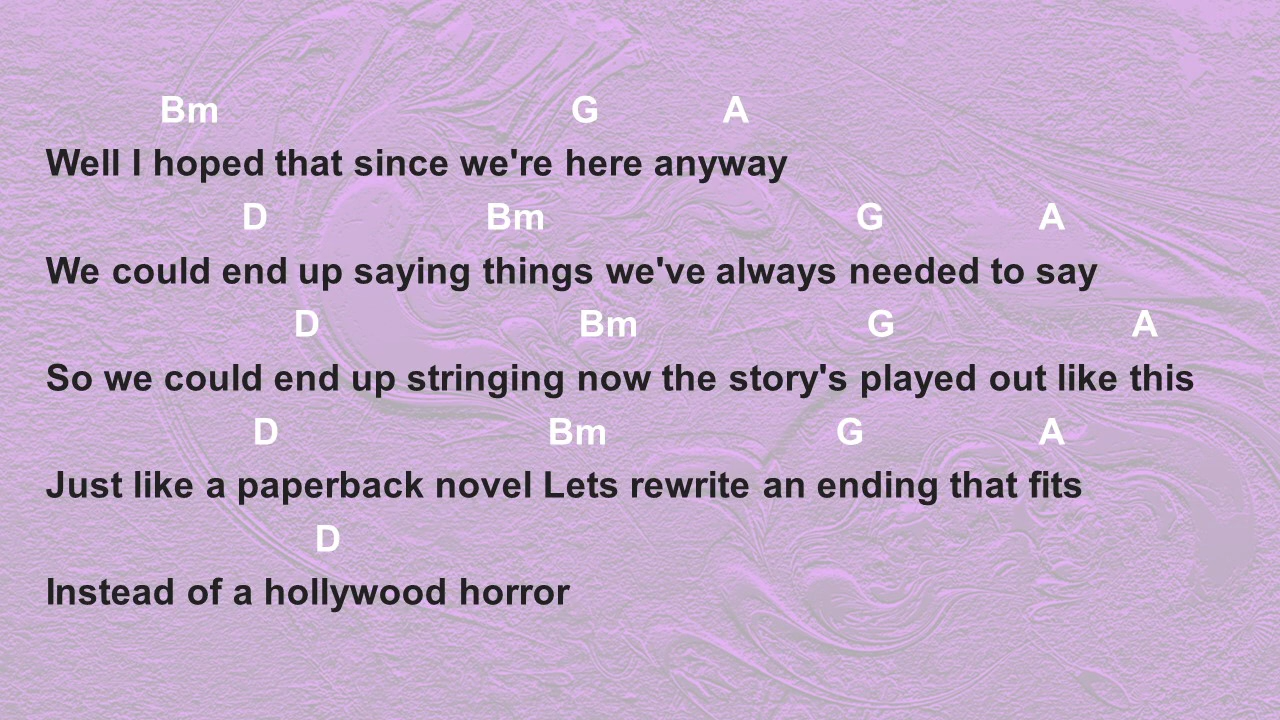 Bm G A
Well I hoped that since we're here anyway
D Bm G A
We could end up saying things we've always needed to say
D Bm G A
So we could end up stringing now the story's played out like this
D Bm G A
Just like a paperback novel Lets rewrite an ending that fits
D
Instead of a hollywood horror